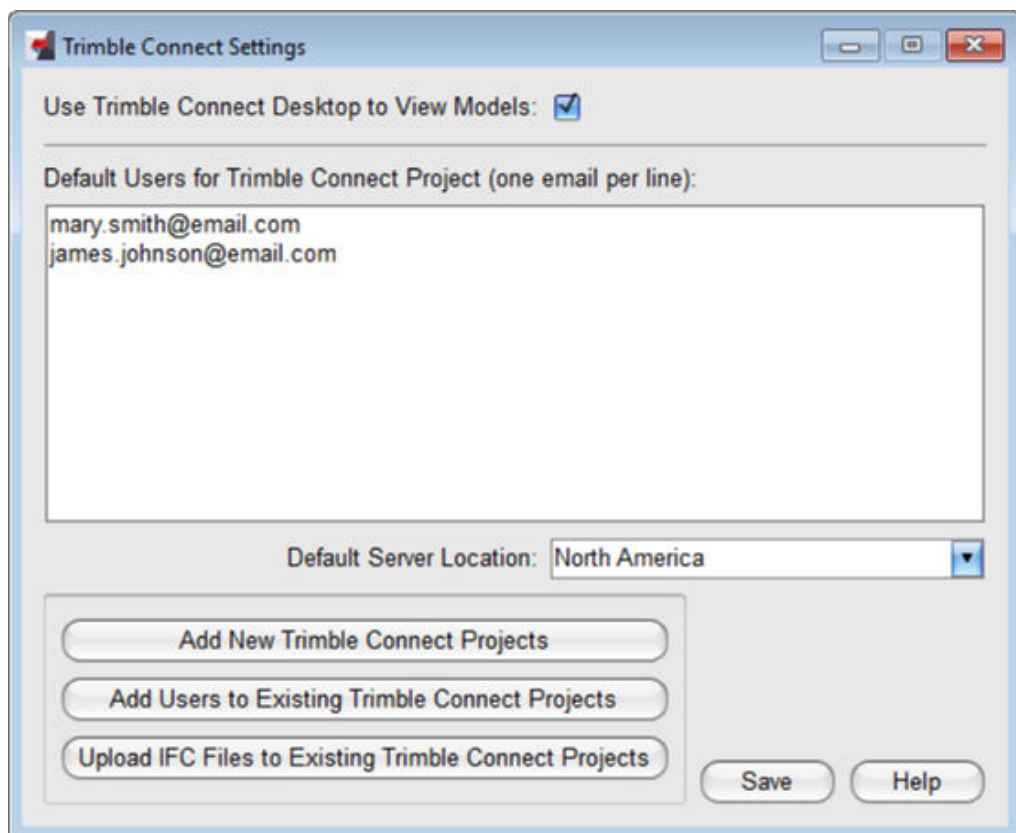 Trimble Connect Settings
Use Trimble Connect Desktop to View Models:
Default Users for Trimble Connect Project (one email per line):
mary.smith@email.com
james.johnson@email.com
Default Server Location: North America
Add New Trimble Connect Projects
Add Users to Existing Trimble Connect Projects
Upload IFC Files to Existing Trimble Connect Projects
Save Help